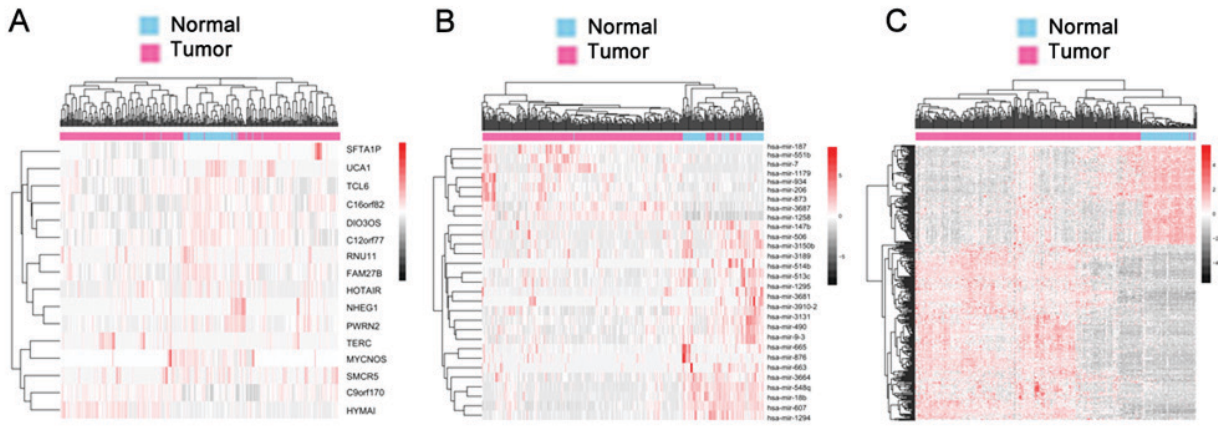 A
Normal
Tumor
SFTA1P
UCA1
TCL6
C16orf82
DIO3OS
C12orf77
RNU11
FAM27B
HOTAIR
NHEG1
PWRN2
TERC
MYCNOS
SMCR5
C9orf170
HYMAI
B
Normal
Tumor
hsa-mir-187
hsa-mir-551b
hsa-mir-7
hsa-mir-1179
hsa-mir-934
hsa-mir-206
hsa-mir-873
hsa-mir-3687
hsa-mir-1258
hsa-mir-147b
hsa-mir-506
hsa-mir-3150b
hsa-mir-3189
hsa-mir-514b
hsa-mir-513c
hsa-mir-1295
hsa-mir-3681
hsa-mir-3910-2
hsa-mir-3131
hsa-mir-490
hsa-mir-9-3
hsa-mir-665
hsa-mir-876
hsa-mir-663
hsa-mir-3664
hsa-mir-548q
hsa-mir-18b
hsa-mir-607
hsa-mir-1294
C
Normal
Tumor
4
2
0
-2
-4